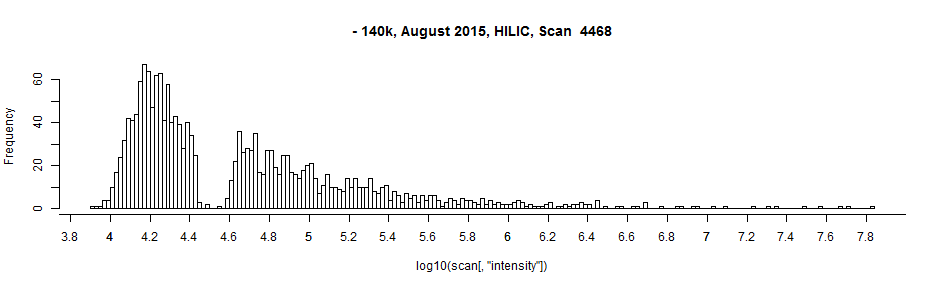 - 140k, August 2015, HILIC, Scan  4468
Frequency
60
40
20
0
3.8 4 4.2 4.4 4.6 4.8 5 5.2 5.4 5.6 5.8 6 6.2 6.4 6.6 6.8 7 7.2 7.4 7.6 7.8
log10(scan[, "intensity"])